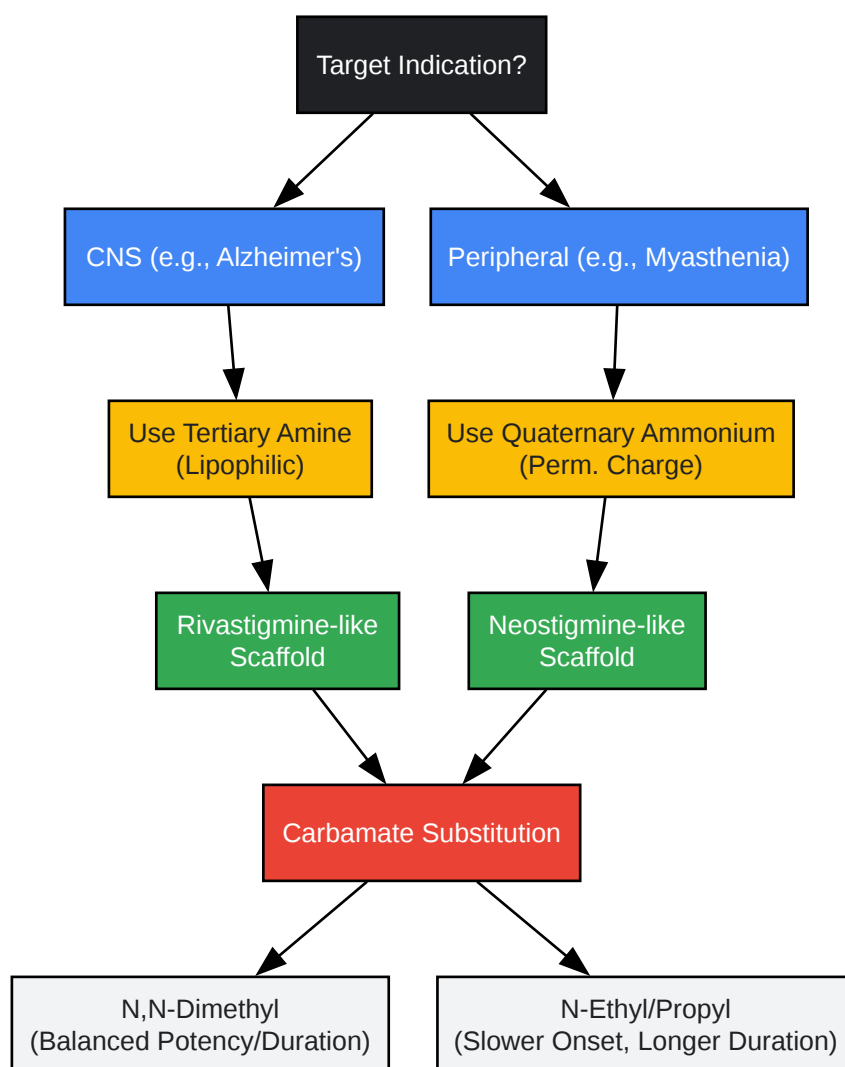 Target Indication?
CNS (e.g., Alzheimer's)
Peripheral (e.g., Myasthenia)
Use Tertiary Amine
(Lipophilic)
Use Quaternary Ammonium
(Perm. Charge)
Rivastigmine-like
Scaffold
Neostigmine-like
Scaffold
Carbamate Substitution
N,N-Dimethyl
(Balanced Potency/Duration)
N-Ethyl/Propyl
(Slower Onset, Longer Duration)